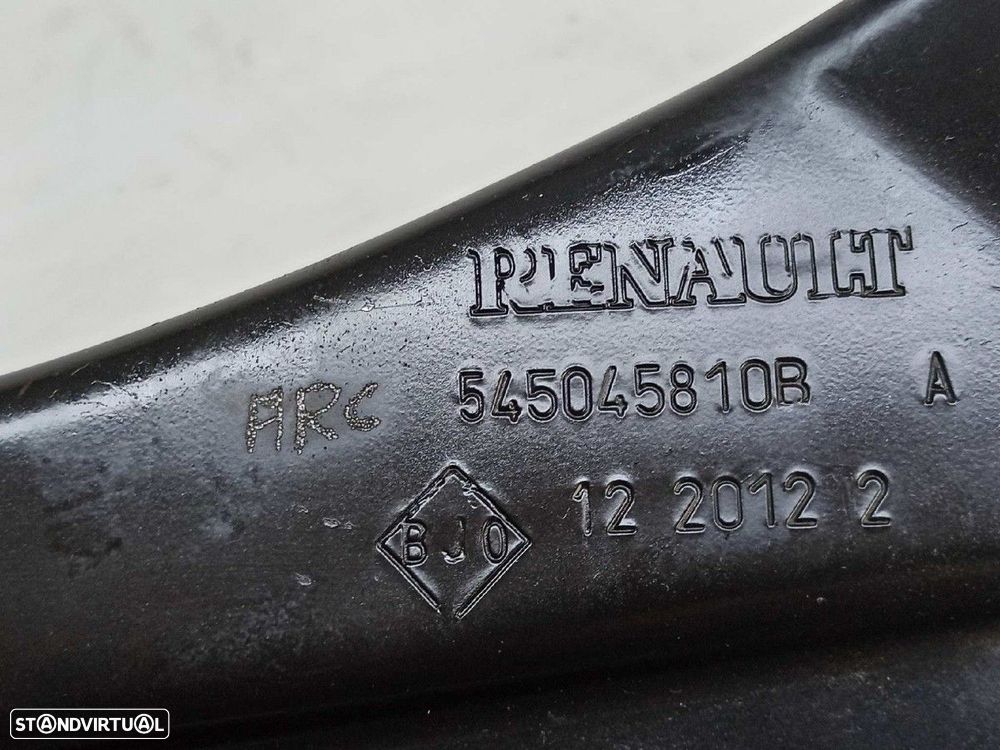 RENAULT
ARC 545045810B A
BJO 12 2012 2
STANDVIRTUAL